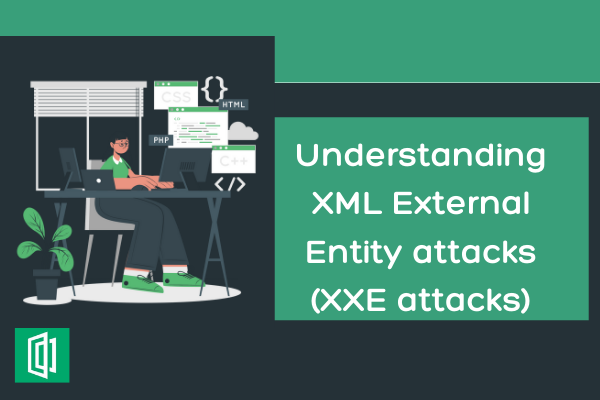 CSS
{}
HTML
PHP
C++
</>
Understanding
XML External
Entity attacks
(XXE attacks)